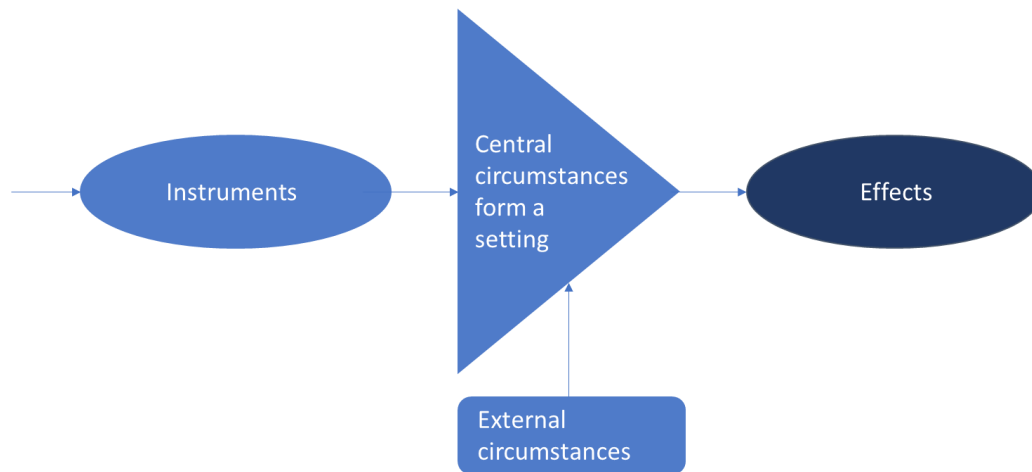 Instruments
Central
circumstances
form a
setting
Effects
External
circumstances